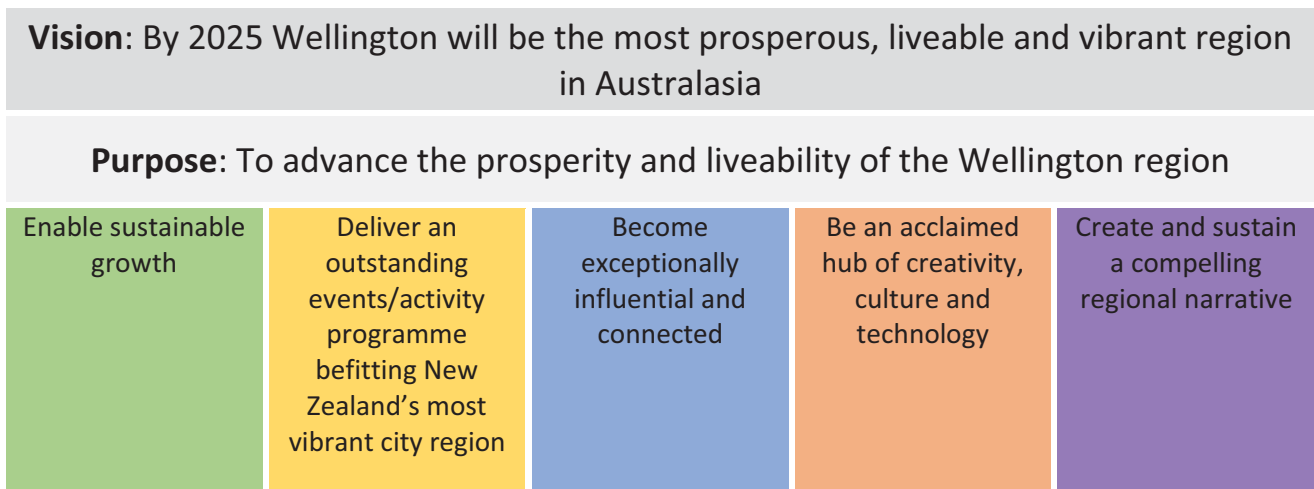 Vision: By 2025 Wellington will be the most prosperous, liveable and vibrant region
in Australasia
Purpose: To advance the prosperity and liveability of the Wellington region
Enable sustainable
growth
Deliver an
outstanding
events/activity
programme
befitting New
Zealand’s most
vibrant city region
Become
exceptionally
influential and
connected
Be an acclaimed
hub of creativity,
culture and
technology
Create and sustain
a compelling
regional narrative